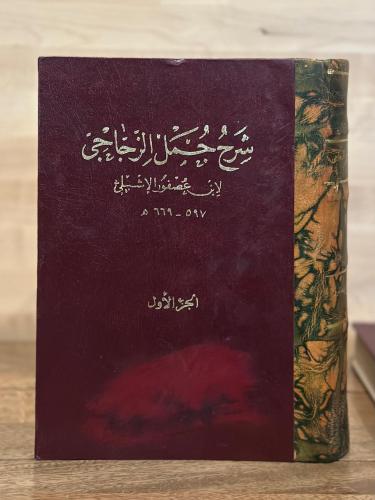 شرح جمل الزجاجي
لابن عصفور الإشبيلي
٥٩٧ - ٦٦٩ هـ
الجزء الأول